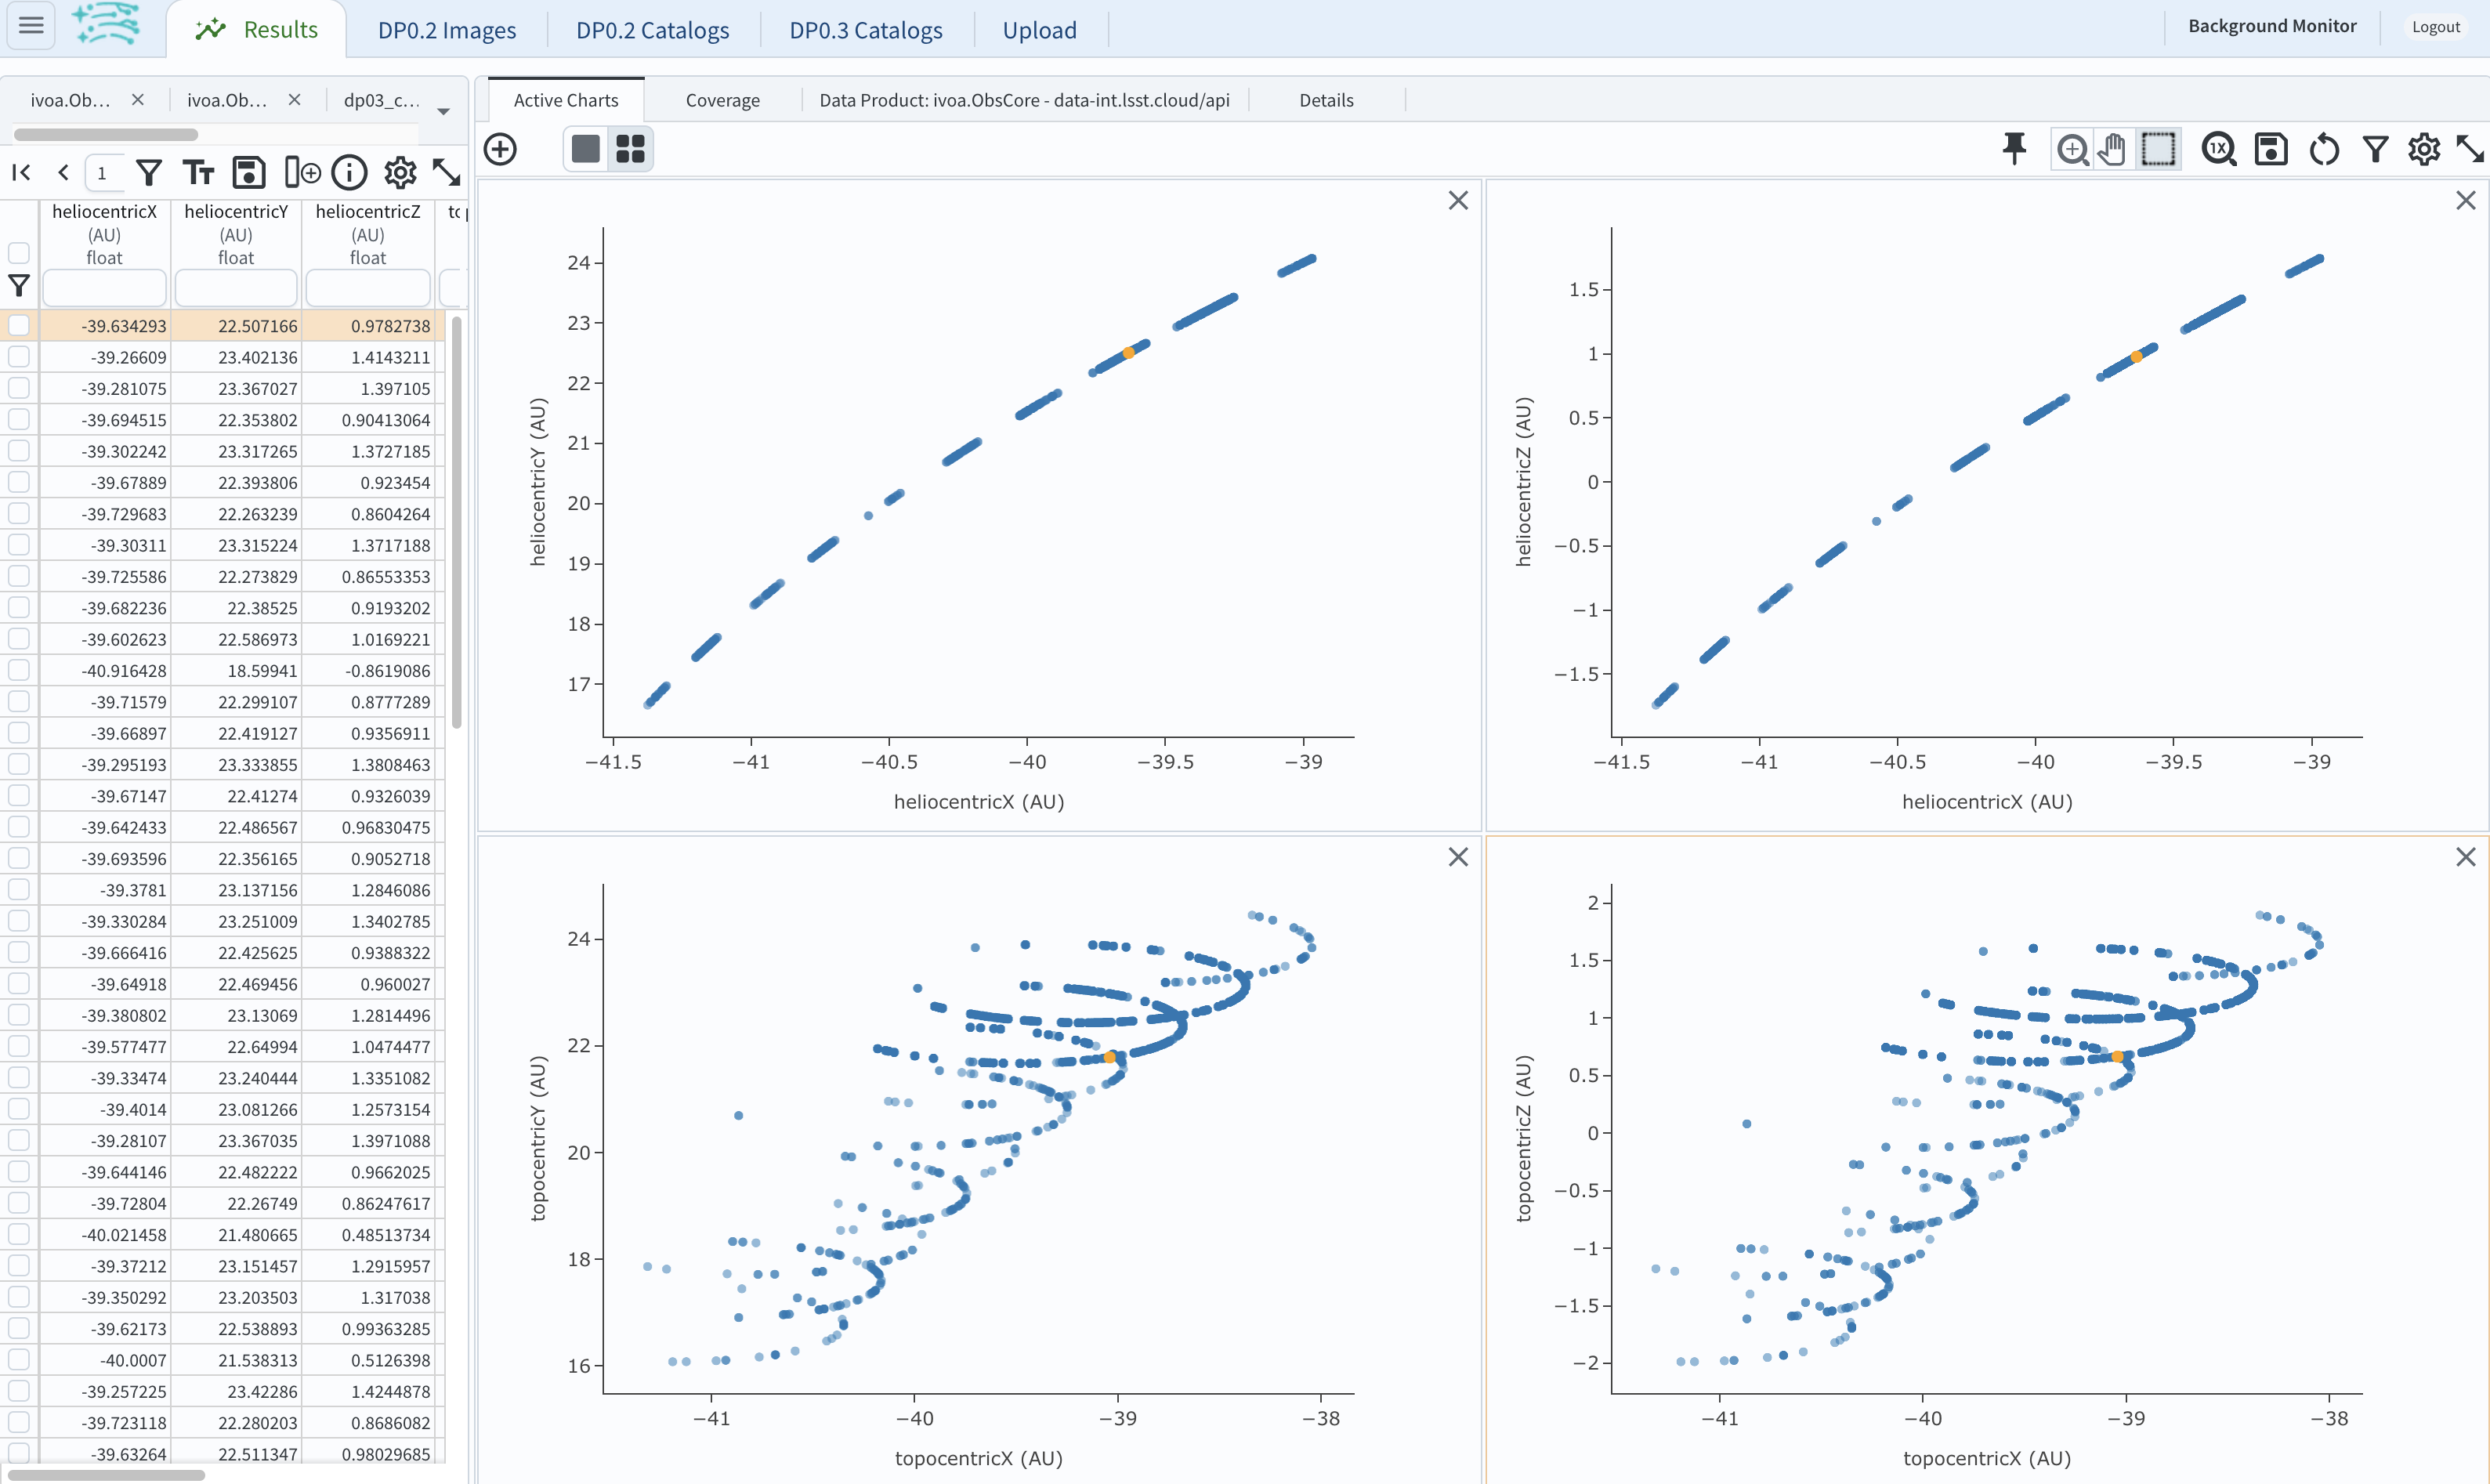 Results DP0.2 Images DP0.2 Catalogs DP0.3 Catalogs Upload Background Monitor Logout
ivoa.Ob... ivoa.Ob... dp03_c...
Active Charts Coverage Data Product: ivoa.ObsCore - data-int.lsst.cloud/api Details
1
1X
heliocentricX heliocentricY heliocentricZ
(AU) (AU) (AU)
float float float
-39.634293 22.507166 0.9782738
-39.26609 23.402136 1.4143211
-39.281075 23.367027 1.397105
-39.694515 22.353802 0.90413064
-39.302242 23.317265 1.3727185
-39.67889 22.393806 0.923454
-39.729683 22.263239 0.8604264
-39.30311 23.315224 1.3717188
-39.725586 22.273829 0.86553353
-39.682236 22.38525 0.9193202
-39.602623 22.586973 1.0169221
-40.916428 18.59941 -0.8619086
-39.71579 22.299107 0.8777289
-39.66897 22.419127 0.9356911
-39.295193 23.333855 1.3808463
-39.67147 22.41274 0.9326039
-39.642433 22.486567 0.96830475
-39.693596 22.356165 0.9052718
-39.3781 23.137156 1.2846086
-39.330284 23.251009 1.3402785
-39.666416 22.425625 0.9388322
-39.64918 22.469456 0.960027
-39.380802 23.13069 1.2814496
-39.577477 22.64994 1.0474477
-39.33474 23.240444 1.3351082
-39.4014 23.081266 1.2573154
-39.28107 23.367035 1.3971088
-39.644146 22.482222 0.9662025
-39.72804 22.26749 0.86247617
-40.021458 21.480665 0.48513734
-39.37212 23.151457 1.2915957
-39.350292 23.203503 1.317038
-39.62173 22.538893 0.99363285
-40.0007 21.538313 0.5126398
-39.257225 23.42286 1.4244878
-39.723118 22.280203 0.8686082
-39.63264 22.511347 0.98029685
heliocentricY (AU)
24
23
22
21
20
19
18
17
−41.5 −41 −40.5 −40 −39.5 −39
heliocentricX (AU)
heliocentricZ (AU)
1.5
1
0.5
0
−0.5
−1
−1.5
−41.5 −41 −40.5 −40 −39.5 −39
heliocentricX (AU)
topocentricY (AU)
24
22
20
18
16
−41 −40 −39 −38
topocentricX (AU)
topocentricZ (AU)
2
1.5
1
0.5
0
−0.5
−1
−1.5
−2
−41 −40 −39 −38
topocentricX (AU)